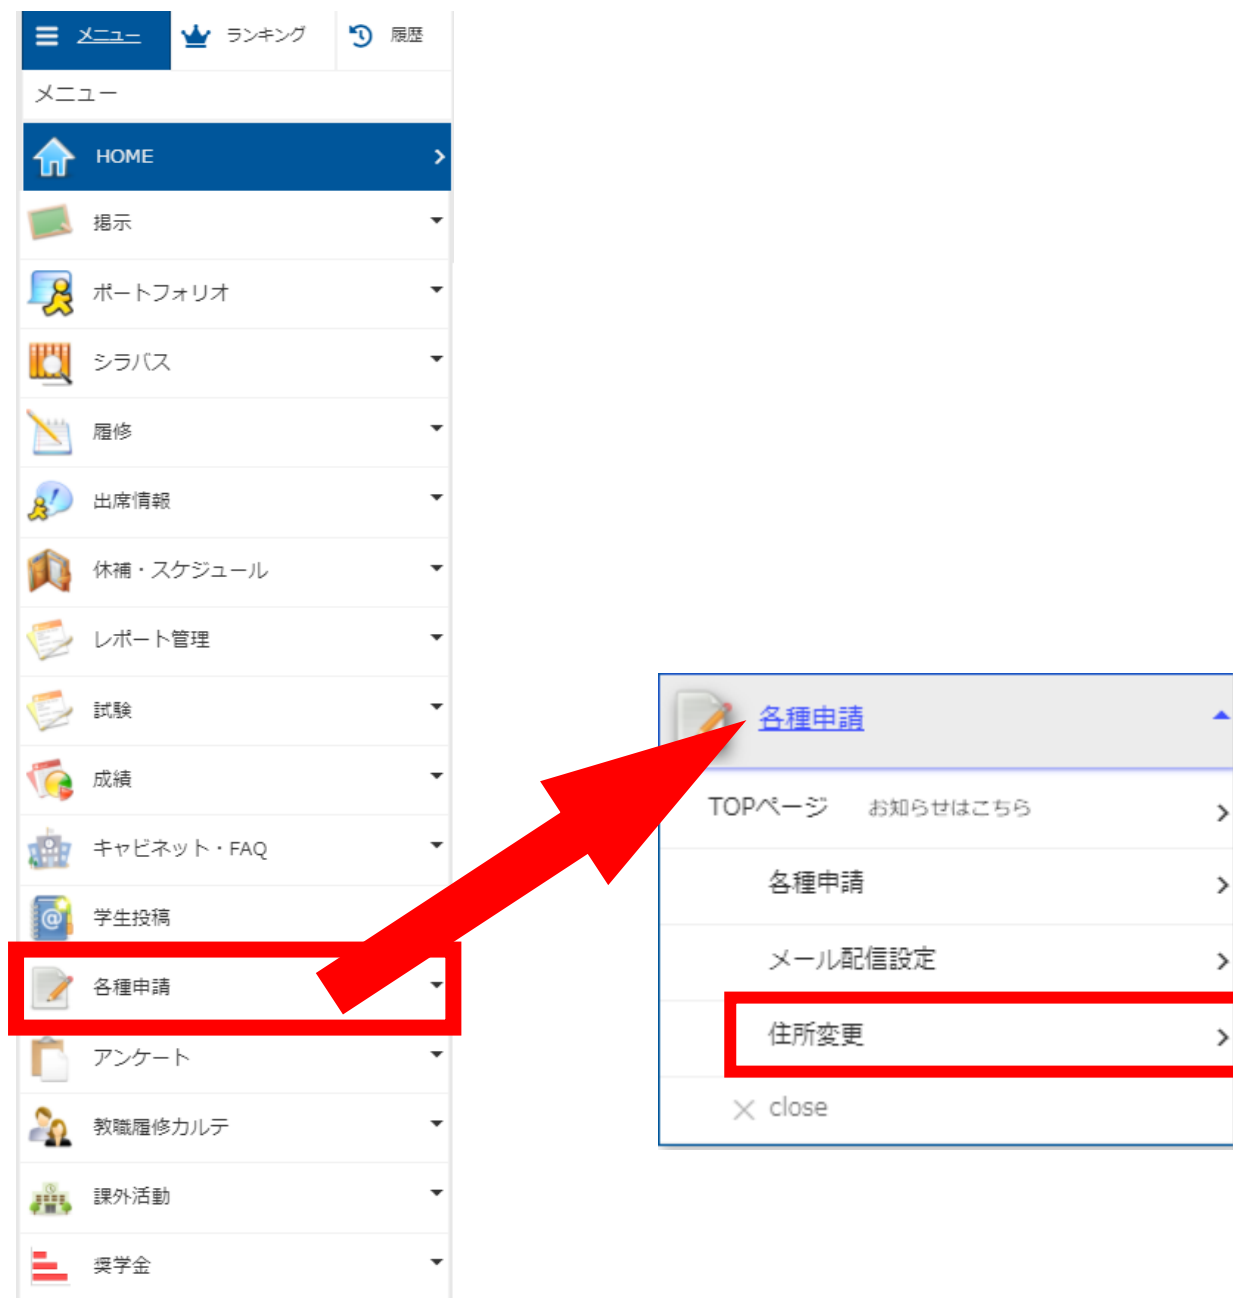 メニュー ランキング 履歴
メニュー
HOME
掲示
ポートフォリオ
シラバス
履修
出席情報
休補・スケジュール
レポート管理
試験
成績
キャビネット・FAQ
学生投稿
各種申請
アンケート
教職履修カルテ
課外活動
奨学金
各種申請
TOPページ お知らせはこちら
各種申請
メール配信設定
住所変更
close